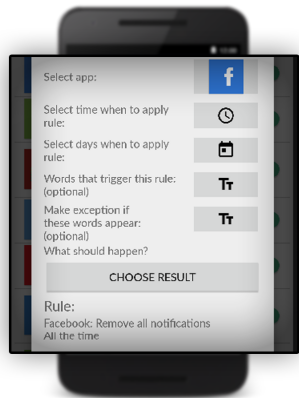 Select app:
f
Select time when to apply
rule:
Select days when to apply
rule:
Words that trigger this rule:
(optional)
Tт
Make exception if
these words appear:
(optional)
Tт
What should happen?
CHOOSE RESULT
Rule:
Facebook: Remove all notifications
All the time